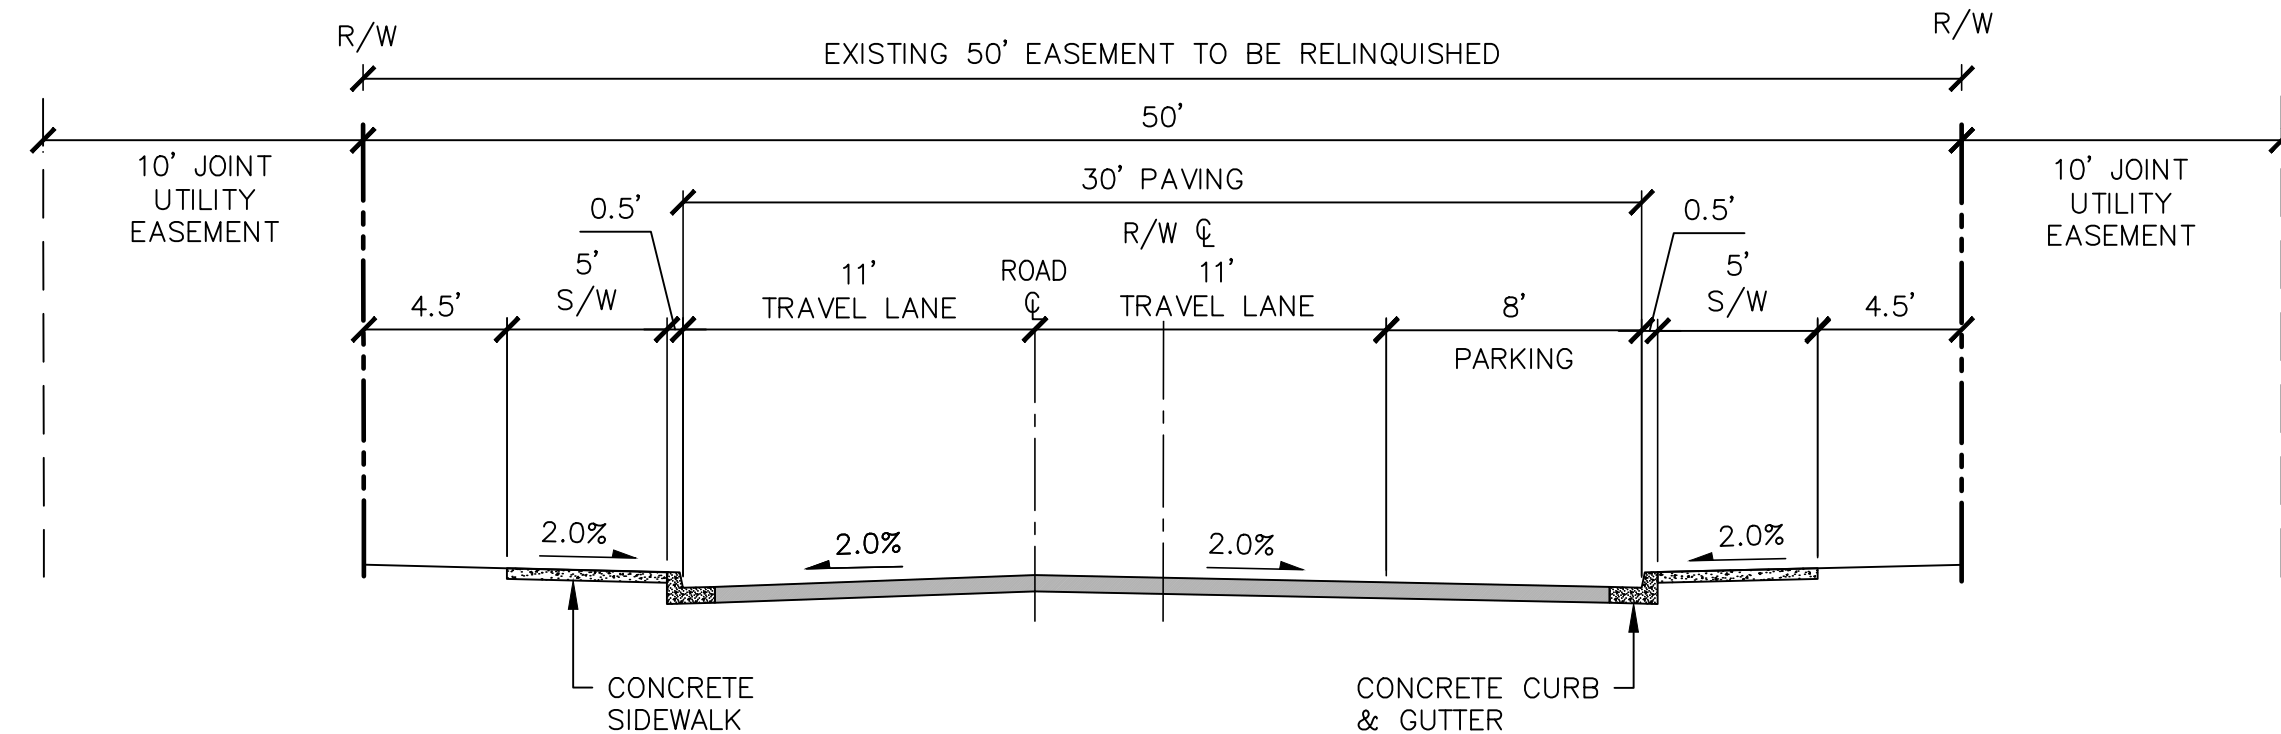 R/W
R/W
EXISTING 50' EASEMENT TO BE RELINQUISHED
50'
10' JOINT
UTILITY
EASEMENT
30' PAVING
10' JOINT
UTILITY
EASEMENT
0.5'
0.5'
R/W ℄
5'
S/W
11'
TRAVEL LANE
ROAD
℄
11'
TRAVEL LANE
5'
S/W
4.5'
8'
PARKING
4.5'
2.0%
2.0%
2.0%
2.0%
CONCRETE
SIDEWALK
CONCRETE CURB
& GUTTER